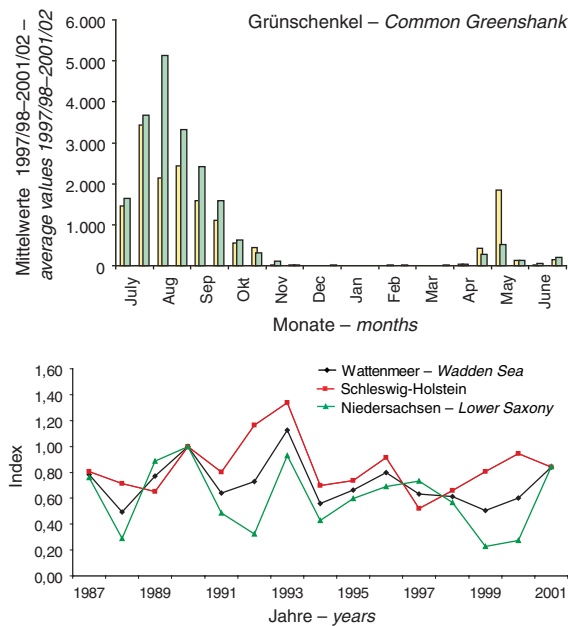 Grünschenkel – Common Greenshank
Mittelwerte 1997/98–2001/02 –
average values 1997/98–2001/02
6.000
5.000
4.000
3.000
2.000
1.000
0
July Aug Sep Okt Nov Dec Jan Feb Mar Apr May June
Monate – months
Wattenmeer – Wadden Sea
Schleswig-Holstein
Niedersachsen – Lower Saxony
Index
1,60
1,40
1,20
1,00
0,80
0,60
0,40
0,20
0,00
1987 1989 1991 1993 1995 1997 1999 2001
Jahre – years